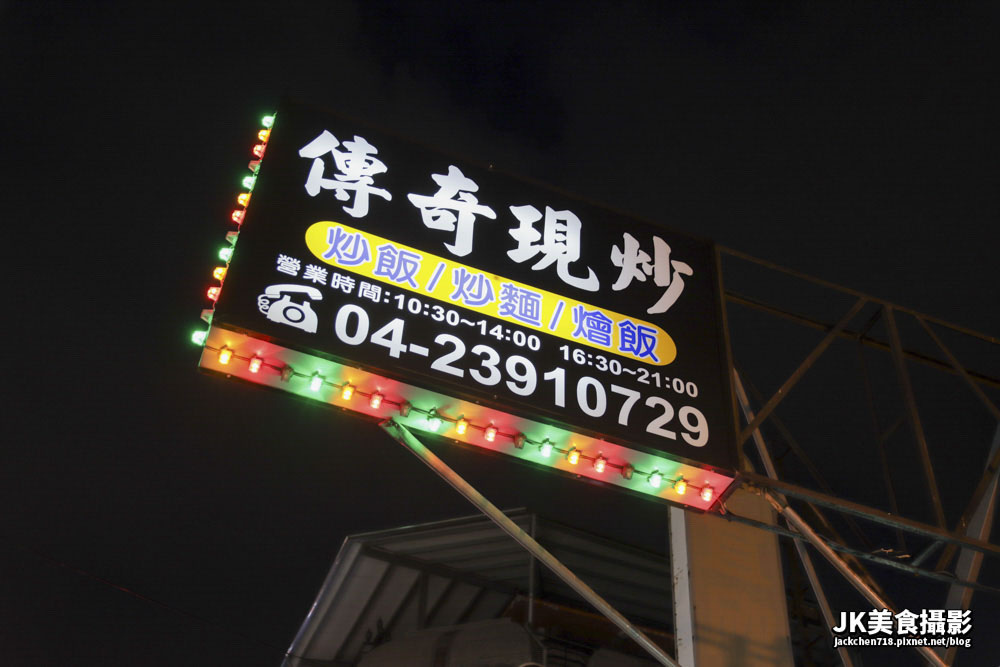 傳奇現炒
炒飯/炒麵/燴飯
營業時間:10:30~14:00 16:30~21:00
04-23910729
JK美食攝影
jackchen718.pixnet.net/blog